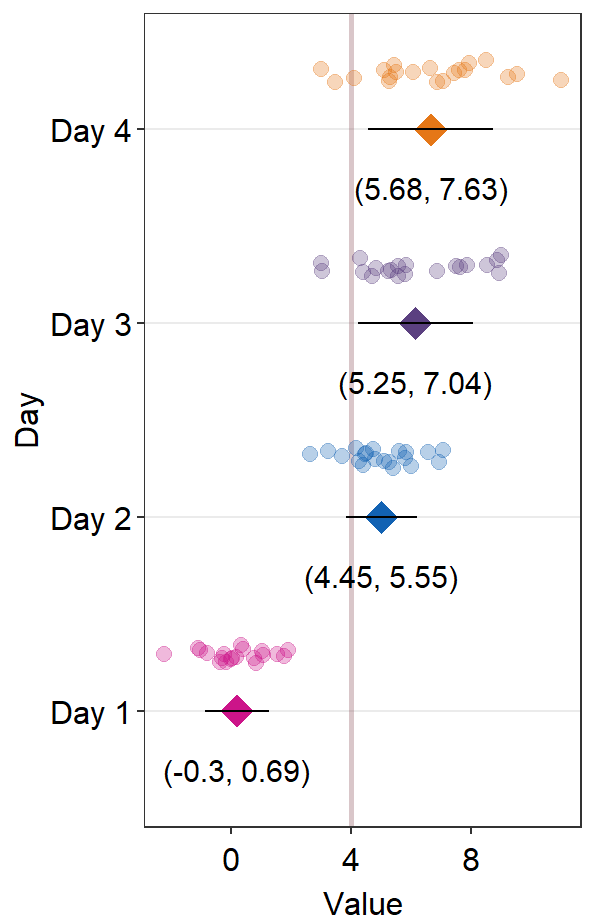 Day 4
(5.68, 7.63)
Day 3
(5.25, 7.04)
Day
Day 2
(4.45, 5.55)
Day 1
(-0.3, 0.69)
0 4 8
Value